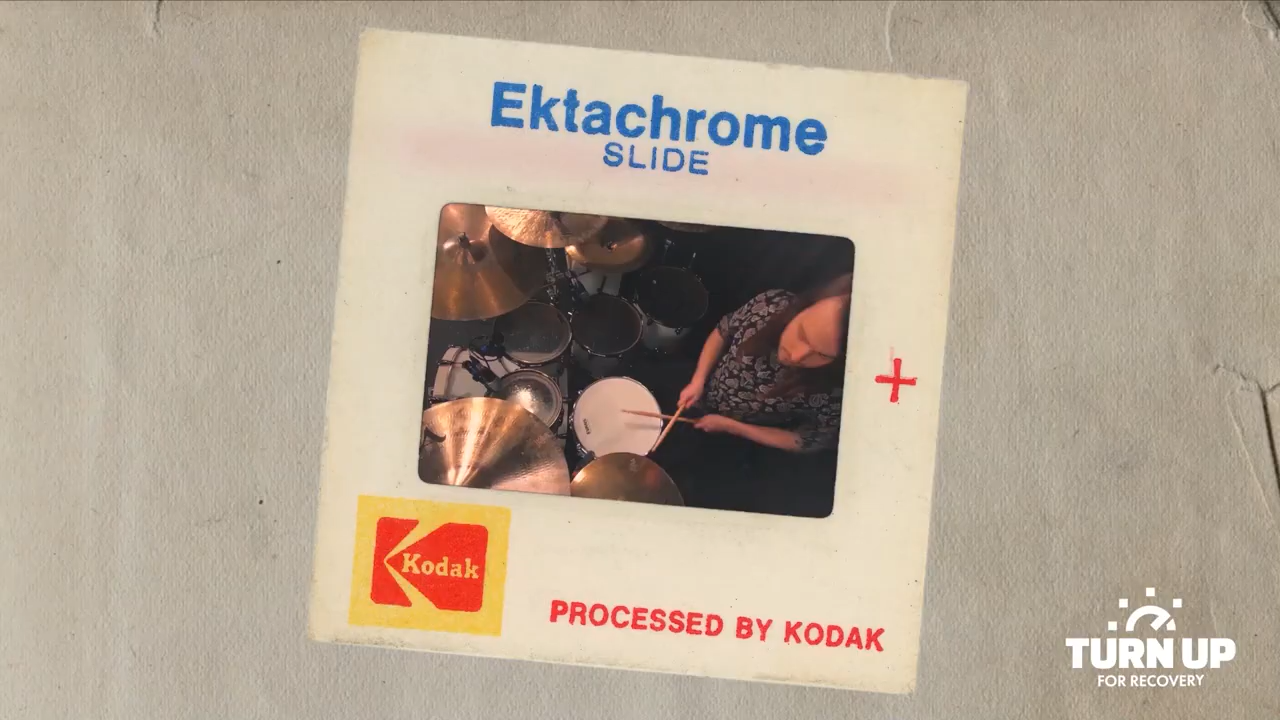 Ektachrome
SLIDE
Kodak
PROCESSED BY KODAK
TURN UP
FOR RECOVERY